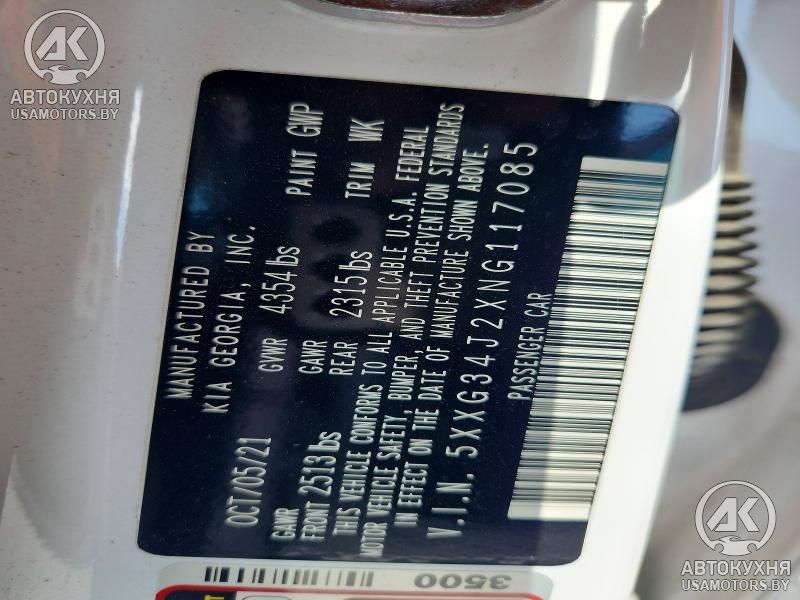 AK
АВТОКУХНЯ
USAMOTORS.BY
MANUFACTURED BY
KIA GEORGIA, INC.
OCT/05/21 GVWR 4354lbs PAINT GWP
GAWR GAWR
FRONT 2513lbs REAR 2315lbs TRIM WK
THIS VEHICLE CONFORMS TO ALL APPLICABLE U.S.A. FEDERAL
MOTOR VEHICLE SAFETY, BUMPER, AND THEFT PREVENTION STANDARDS
IN EFFECT ON THE DATE OF MANUFACTURE SHOWN ABOVE.
V.I.N. 5XXG34J2XNG117085
PASSENGER CAR
3500
AK
АВТОКУХНЯ
USAMOTORS.BY